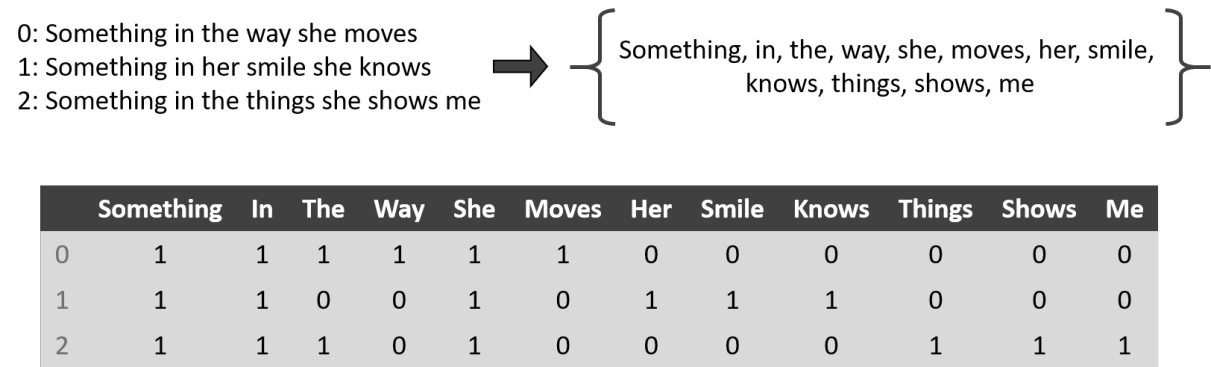 0: Something in the way she moves
1: Something in her smile she knows
2: Something in the things she shows me
Something, in, the, way, she, moves, her, smile,
knows, things, shows, me
Something In The Way She Moves Her Smile Knows Things Shows Me
0 1 1 1 1 1 1 0 0 0 0 0 0
1 1 1 0 0 1 0 1 1 1 0 0 0
2 1 1 1 0 1 0 0 0 0 1 1 1